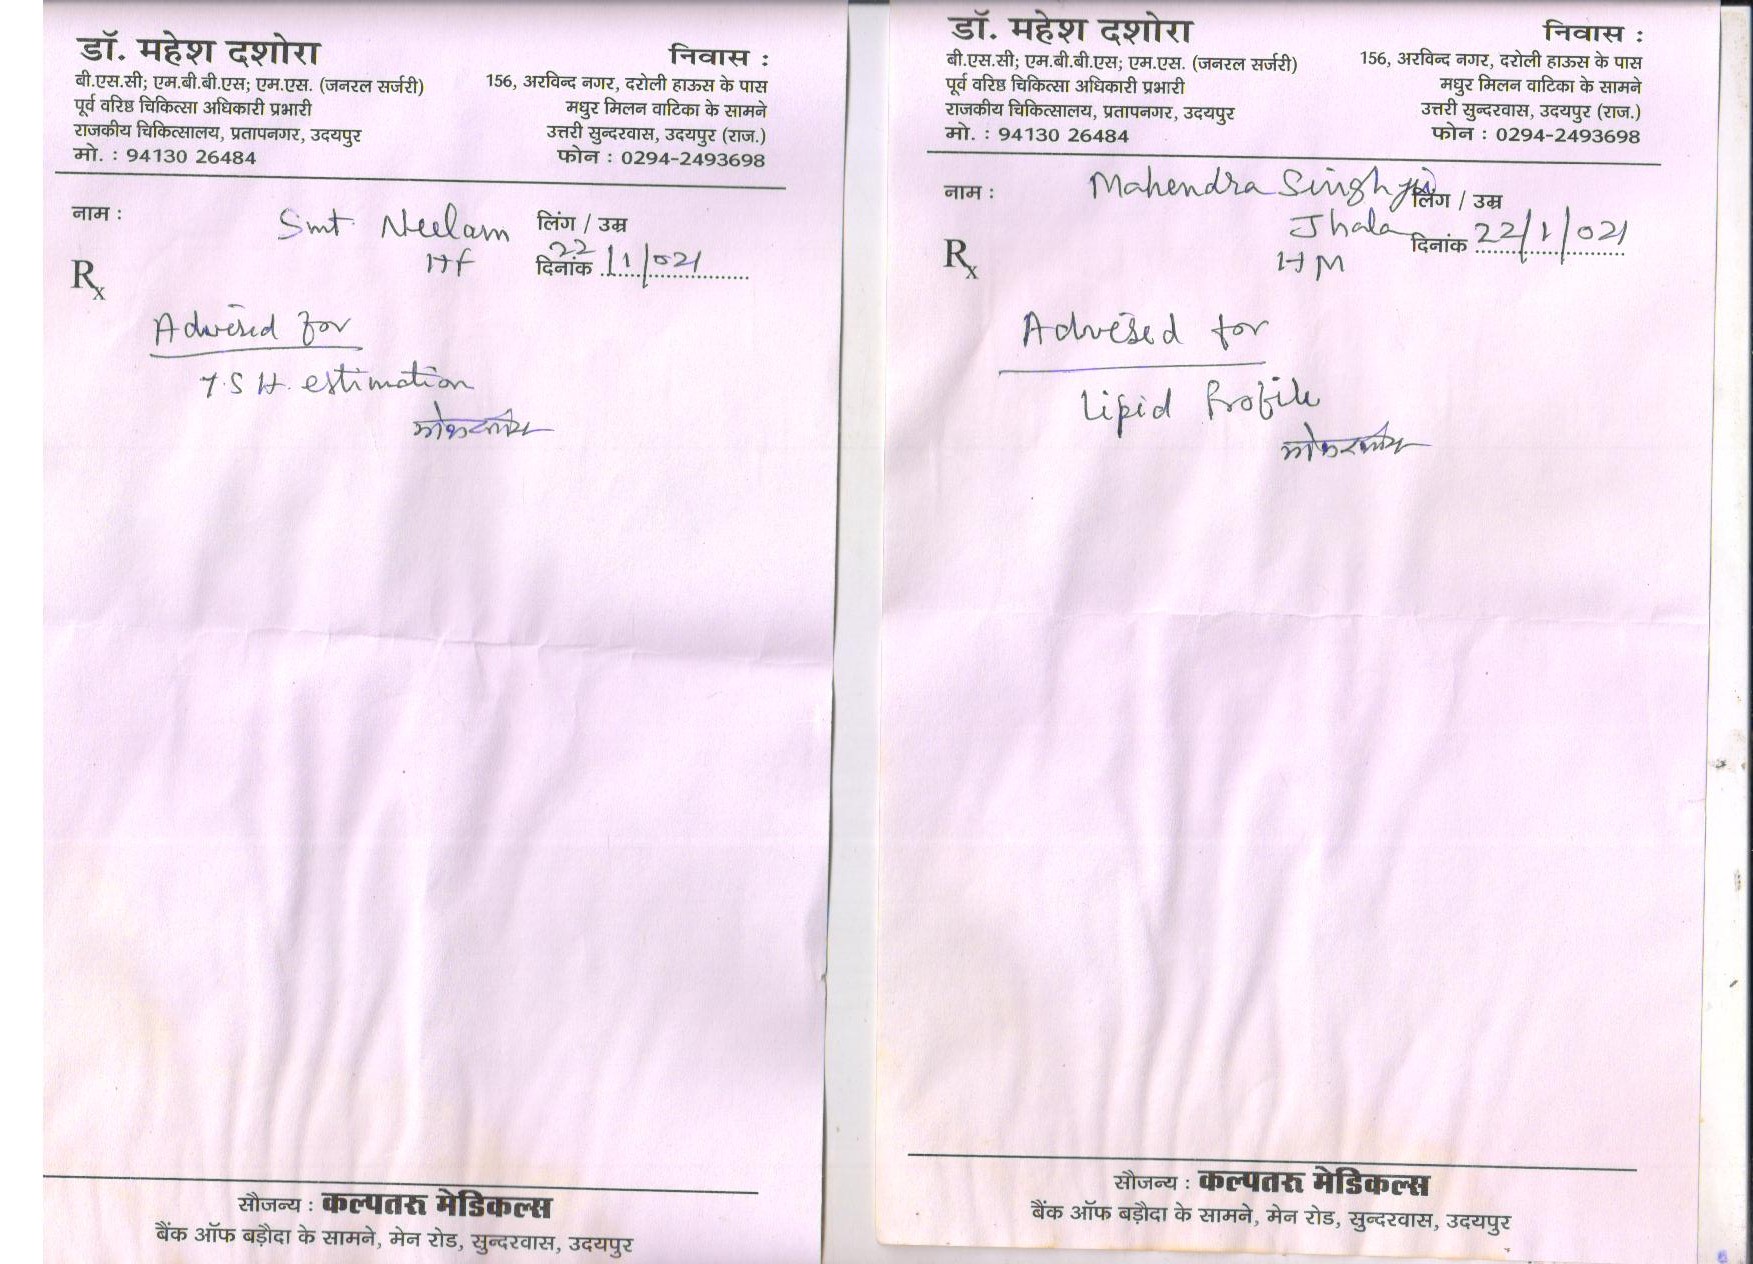 डॉ. महेश दशोरा
बी.एस.सी; एम.बी.बी.एस; एम.एस. (जनरल सर्जरी)
पूर्व वरिष्ठ चिकित्सा अधिकारी प्रभारी
राजकीय चिकित्सालय, प्रतापनगर, उदयपुर
मो. : 94130 26484
निवास :
156, अरविन्द नगर, दरोली हाऊस के पास
मधुर मिलन वाटिका के सामने
उत्तरी सुन्दरवास, उदयपुर (राज.)
फोन : 0294-2493698
नाम : Smt Neelam लिंग / उम्र
दिनांक 22/1/021
Rx
Advised for
T.S.H. estimation
सौजन्य : कल्पतरू मेडिकल्स
बैंक ऑफ बड़ौदा के सामने, मेन रोड, सुन्दरवास, उदयपुर
डॉ. महेश दशोरा
बी.एस.सी; एम.बी.बी.एस; एम.एस. (जनरल सर्जरी)
पूर्व वरिष्ठ चिकित्सा अधिकारी प्रभारी
राजकीय चिकित्सालय, प्रतापनगर, उदयपुर
मो. : 94130 26484
निवास :
156, अरविन्द नगर, दरोली हाऊस के पास
मधुर मिलन वाटिका के सामने
उत्तरी सुन्दरवास, उदयपुर (राज.)
फोन : 0294-2493698
नाम : Mahendra Singh ji लिंग / उम्र
Jhala दिनांक 22/1/021
Rx
Advised for
Lipid Profile
सौजन्य : कल्पतरू मेडिकल्स
बैंक ऑफ बड़ौदा के सामने, मेन रोड, सुन्दरवास, उदयपुर